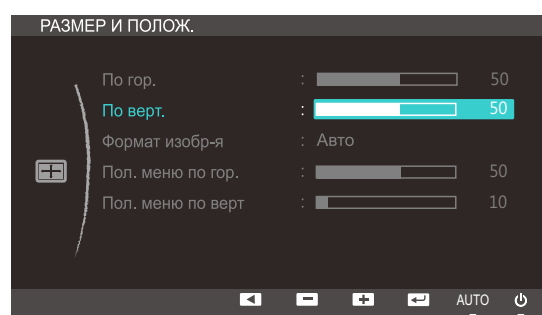 РАЗМЕР И ПОЛОЖ.
По гор. : 50
По верт. : 50
Формат изобр-я : Авто
Пол. меню по гор. : 50
Пол. меню по верт : 10
AUTO